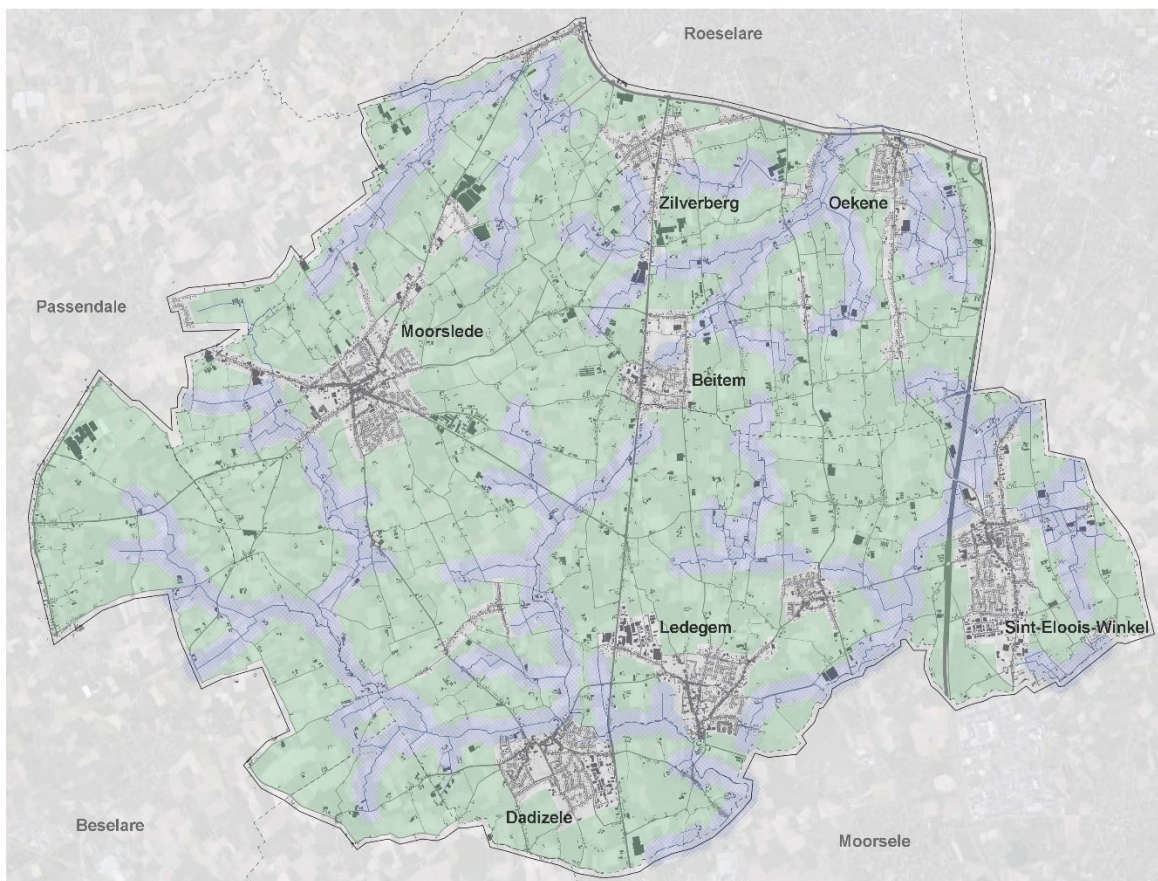 Roeselare
Zilverberg
Oekene
Passendale
Moorslede
Beitem
Ledegem
Sint-Eloois-Winkel
Dadizele
Beselare
Moorsele